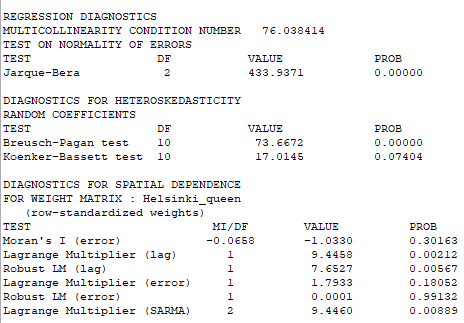 REGRESSION DIAGNOSTICS
MULTICOLLINEARITY CONDITION NUMBER 76.038414
TEST ON NORMALITY OF ERRORS
TEST DF VALUE PROB
Jarque-Bera 2 433.9371 0.00000
DIAGNOSTICS FOR HETEROSKEDASTICITY
RANDOM COEFFICIENTS
TEST DF VALUE PROB
Breusch-Pagan test 10 73.6672 0.00000
Koenker-Bassett test 10 17.0145 0.07404
DIAGNOSTICS FOR SPATIAL DEPENDENCE
FOR WEIGHT MATRIX : Helsinki_queen
(row-standardized weights)
TEST MI/DF VALUE PROB
Moran's I (error) -0.0658 -1.0330 0.30163
Lagrange Multiplier (lag) 1 9.4458 0.00212
Robust LM (lag) 1 7.6527 0.00567
Lagrange Multiplier (error) 1 1.7933 0.18052
Robust LM (error) 1 0.0001 0.99132
Lagrange Multiplier (SARMA) 2 9.4460 0.00889